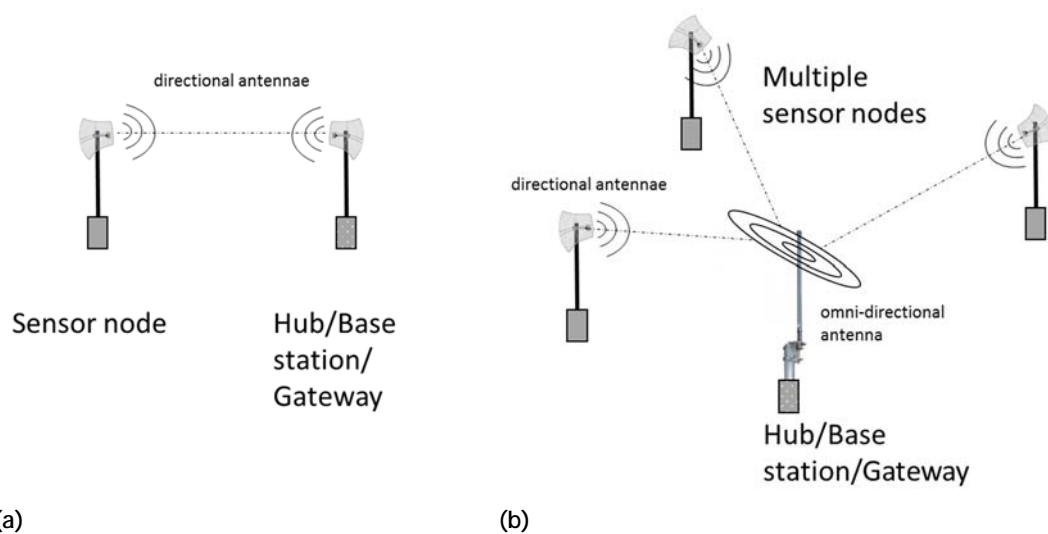 directional antennae
Sensor node
Hub/Base
station/
Gateway
(a)
Multiple
sensor nodes
directional antennae
omni-directional
antenna
Hub/Base
station/Gateway
(b)